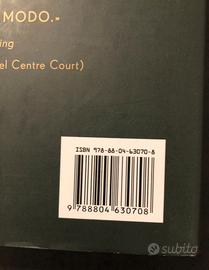 MODO."
ing
el Centre Court)
ISBN 978-88-04-63070-8
9 788804 630708
subito